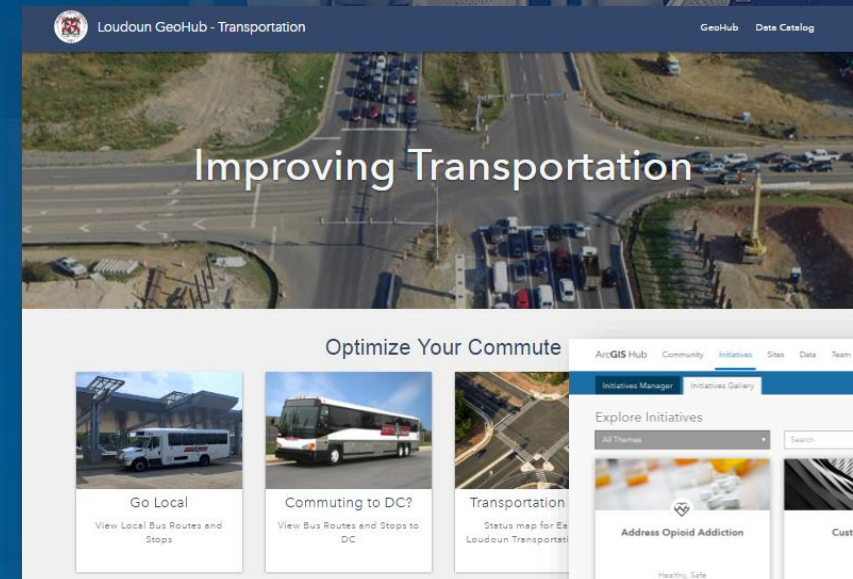 Loudoun GeoHub - Transportation
GeoHub Data Catalog
Improving Transportation
Optimize Your Commute
Go Local
View Local Bus Routes and
Stops
Commuting to DC?
View Bus Routes and Stops to
DC
Transportation
Status map for Ea
Loudoun Transportati
ArcGIS Hub Community Initiatives Sites Data Team
Initiatives Manager Initiatives Gallery
Explore Initiatives
All Themes Search
Address Opioid Addiction
Healthy, Safe
Cust